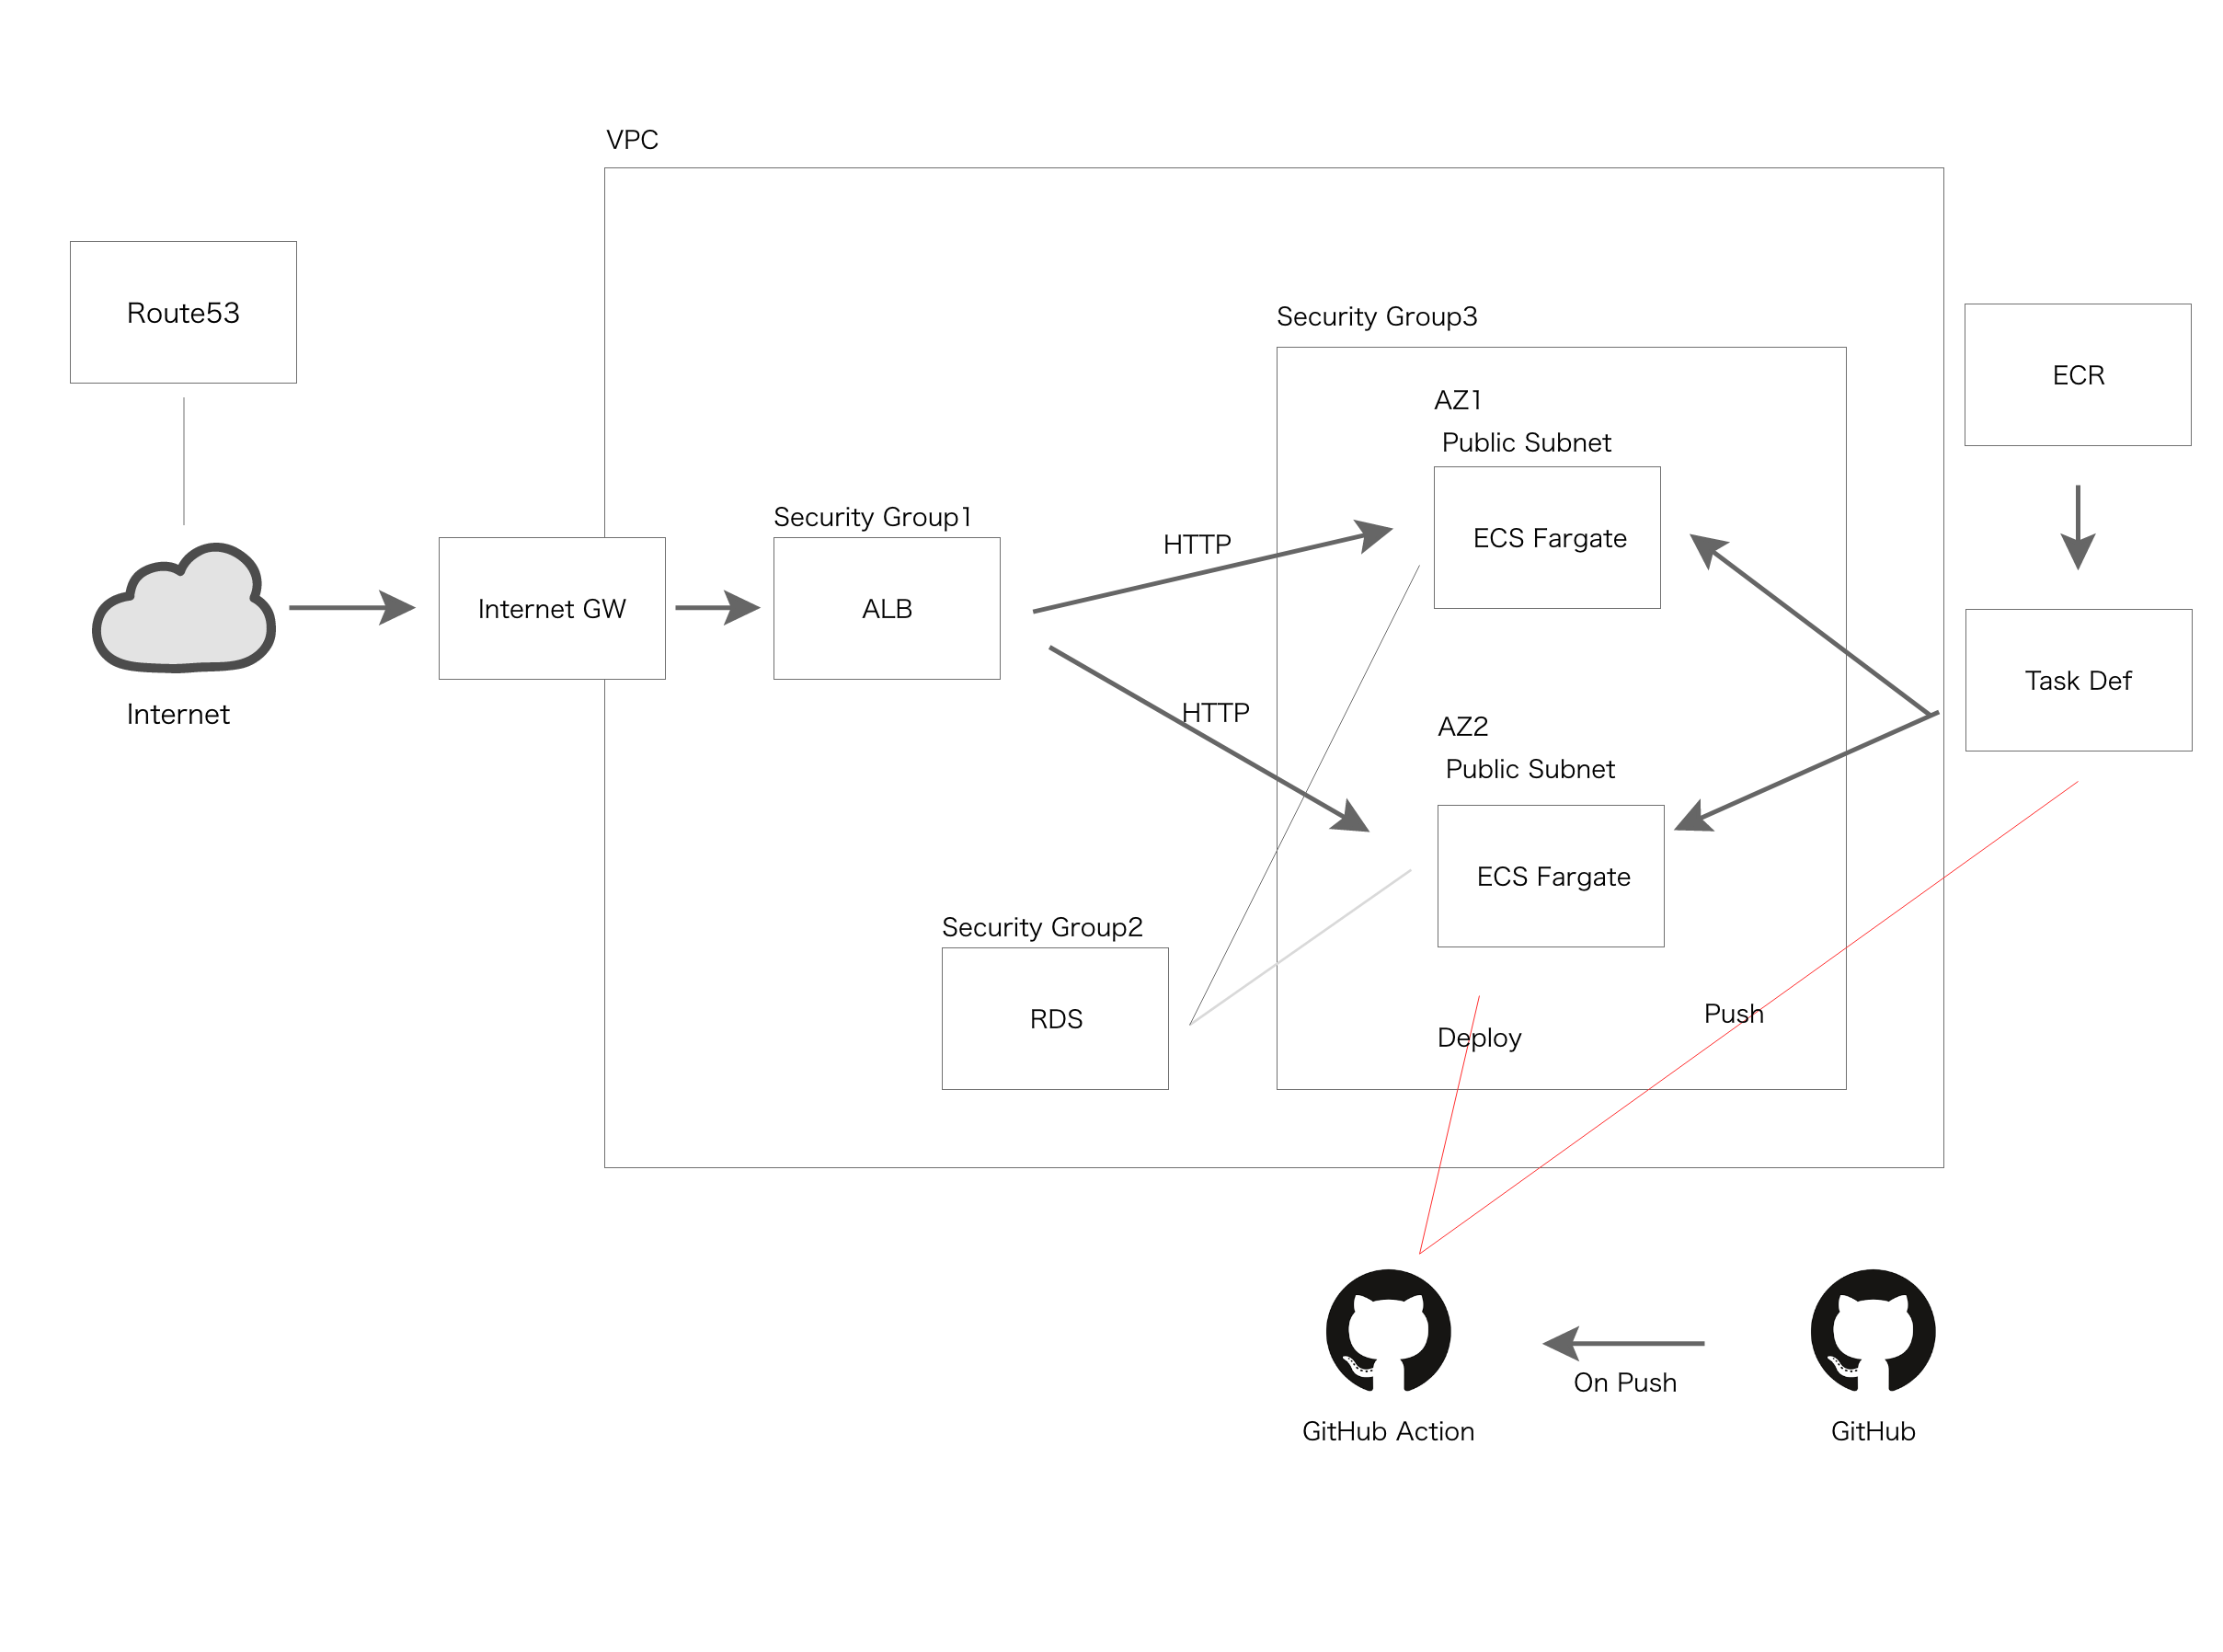 VPC
Route53
Internet
Internet GW
Security Group1
ALB
HTTP
HTTP
Security Group2
RDS
Security Group3
AZ1
Public Subnet
ECS Fargate
AZ2
Public Subnet
ECS Fargate
ECR
Task Def
Deploy
Push
GitHub Action
On Push
GitHub